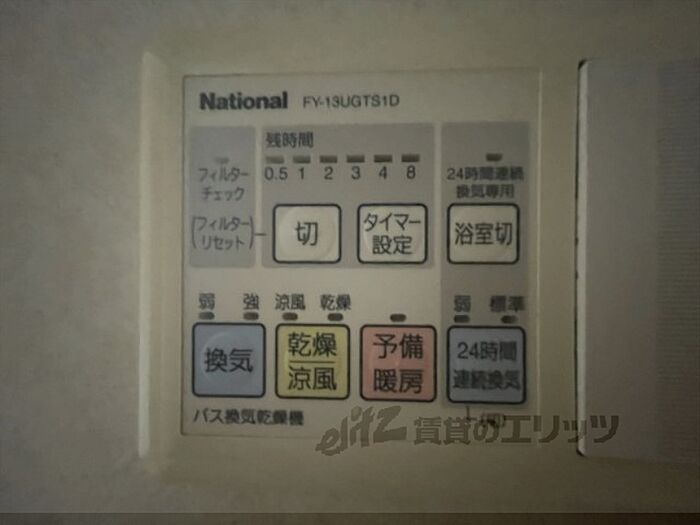 National FY-13UGTS1D
残時間
0.5 1 2 3 4 8
フィルター
チェック
24時間連続
換気専用
(フィルター
リセット)
切
タイマー
設定
浴室切
弱 強 涼風 乾燥 弱 標準
換気
乾燥
涼風
予備
暖房
24時間
連続換気
バス換気乾燥機
elitz 賃貸のエリッツ